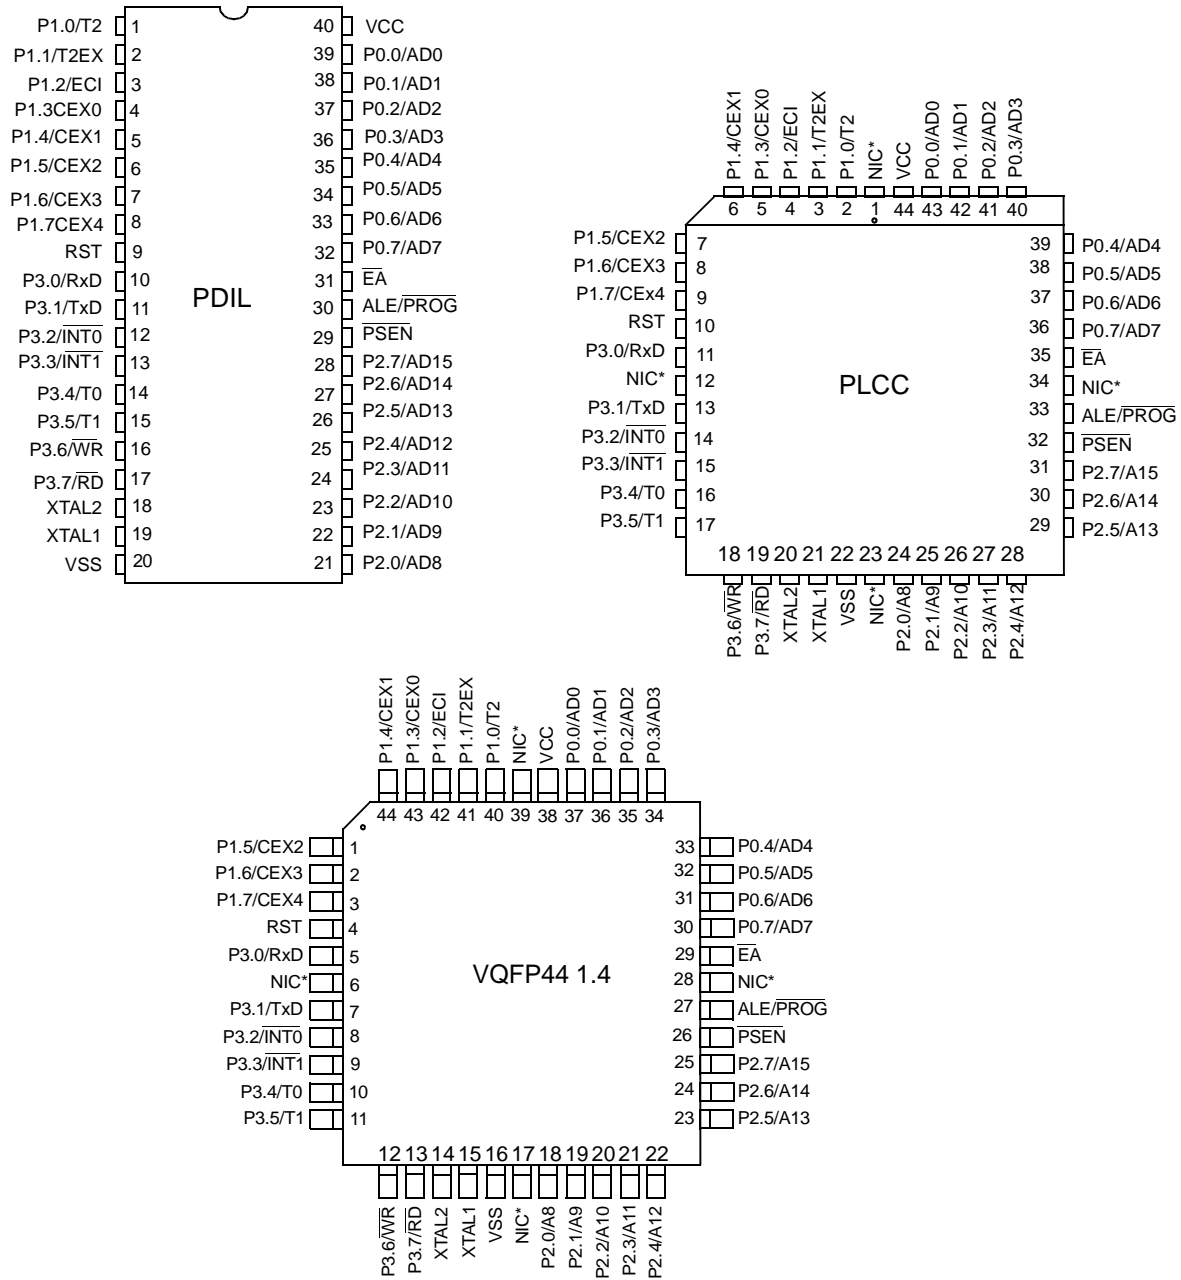 P1.0/T2 1 40 VCC
P1.1/T2EX 2 39 P0.0/AD0
P1.2/ECI 3 38 P0.1/AD1
P1.3CEX0 4 37 P0.2/AD2
P1.4/CEX1 5 36 P0.3/AD3
P1.5/CEX2 6 35 P0.4/AD4
P1.6/CEX3 7 34 P0.5/AD5
P1.7CEX4 8 33 P0.6/AD6
RST 9 32 P0.7/AD7
P3.0/RxD 10 31 EA
P3.1/TxD 11 30 ALE/PROG
P3.2/INT0 12 29 PSEN
P3.3/INT1 13 28 P2.7/AD15
P3.4/T0 14 27 P2.6/AD14
P3.5/T1 15 26 P2.5/AD13
P3.6/WR 16 25 P2.4/AD12
P3.7/RD 17 24 P2.3/AD11
XTAL2 18 23 P2.2/AD10
XTAL1 19 22 P2.1/AD9
VSS 20 21 P2.0/AD8
PDIL
P1.4/CEX1 P1.3/CEX0 P1.2/ECI P1.1/T2EX P1.0/T2 NIC* VCC P0.0/AD0 P0.1/AD1 P0.2/AD2 P0.3/AD3
6 5 4 3 2 1 44 43 42 41 40
P1.5/CEX2 7 39 P0.4/AD4
P1.6/CEX3 8 38 P0.5/AD5
P1.7/CEx4 9 37 P0.6/AD6
RST 10 36 P0.7/AD7
P3.0/RxD 11 35 EA
NIC* 12 34 NIC*
P3.1/TxD 13 33 ALE/PROG
P3.2/INT0 14 32 PSEN
P3.3/INT1 15 31 P2.7/A15
P3.4/T0 16 30 P2.6/A14
P3.5/T1 17 29 P2.5/A13
PLCC
18 19 20 21 22 23 24 25 26 27 28
P3.6/WR P3.7/RD XTAL2 XTAL1 VSS NIC* P2.0/A8 P2.1/A9 P2.2/A10 P2.3/A11 P2.4/A12
P1.4/CEX1 P1.3/CEX0 P1.2/ECI P1.1/T2EX P1.0/T2 NIC* VCC P0.0/AD0 P0.1/AD1 P0.2/AD2 P0.3/AD3
44 43 42 41 40 39 38 37 36 35 34
P1.5/CEX2 1 33 P0.4/AD4
P1.6/CEX3 2 32 P0.5/AD5
P1.7/CEX4 3 31 P0.6/AD6
RST 4 30 P0.7/AD7
P3.0/RxD 5 29 EA
NIC* 6 28 NIC*
P3.1/TxD 7 27 ALE/PROG
P3.2/INT0 8 26 PSEN
P3.3/INT1 9 25 P2.7/A15
P3.4/T0 10 24 P2.6/A14
P3.5/T1 11 23 P2.5/A13
VQFP44 1.4
12 13 14 15 16 17 18 19 20 21 22
P3.6/WR P3.7/RD XTAL2 XTAL1 VSS NIC* P2.0/A8 P2.1/A9 P2.2/A10 P2.3/A11 P2.4/A12